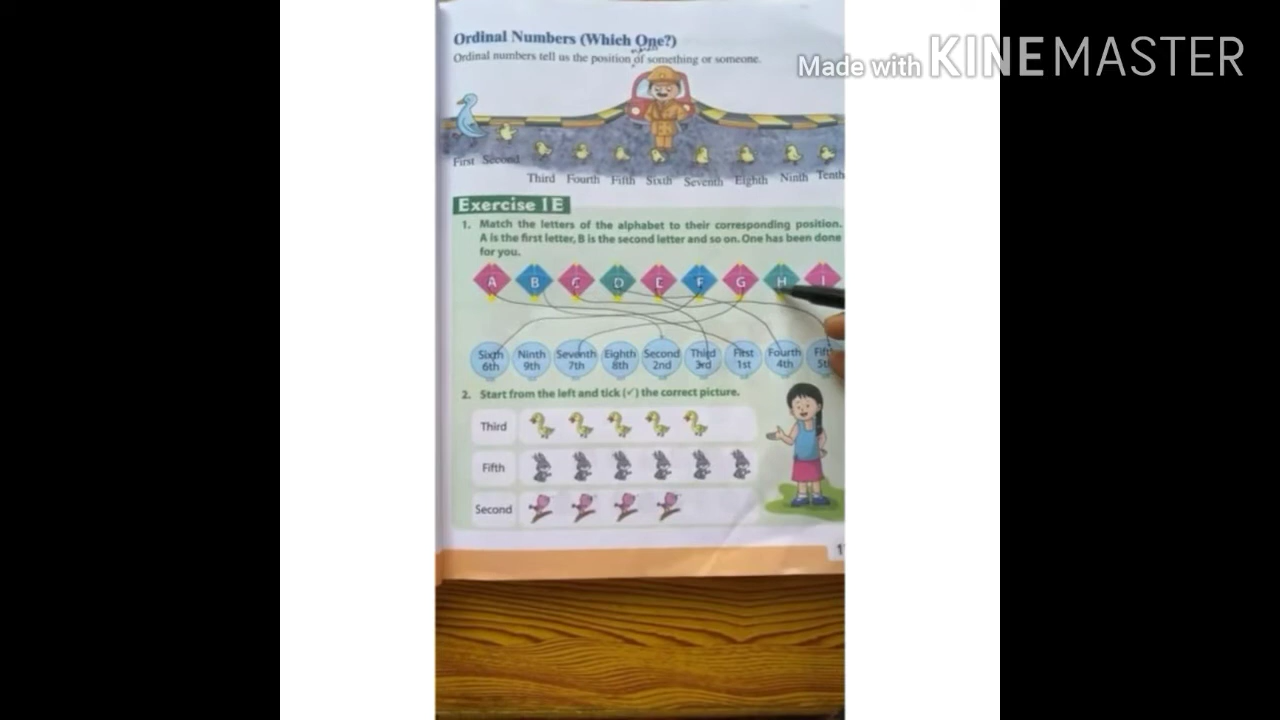 Made with KINEMASTER
Ordinal Numbers (Which One?)
Ordinal numbers tell us the position of something or someone.
First Second
Third Fourth Fifth Sixth Seventh Eighth Ninth Tenth
Exercise 1E
1. Match the letters of the alphabet to their corresponding position.
A is the first letter, B is the second letter and so on. One has been done
for you.
A B C D E F G H I
Sixth Ninth Seventh Eighth Second Third First Fourth
6th 9th 7th 8th 2nd 3rd 1st 4th
2. Start from the left and tick (✓) the correct picture.
Third
Fifth
Second